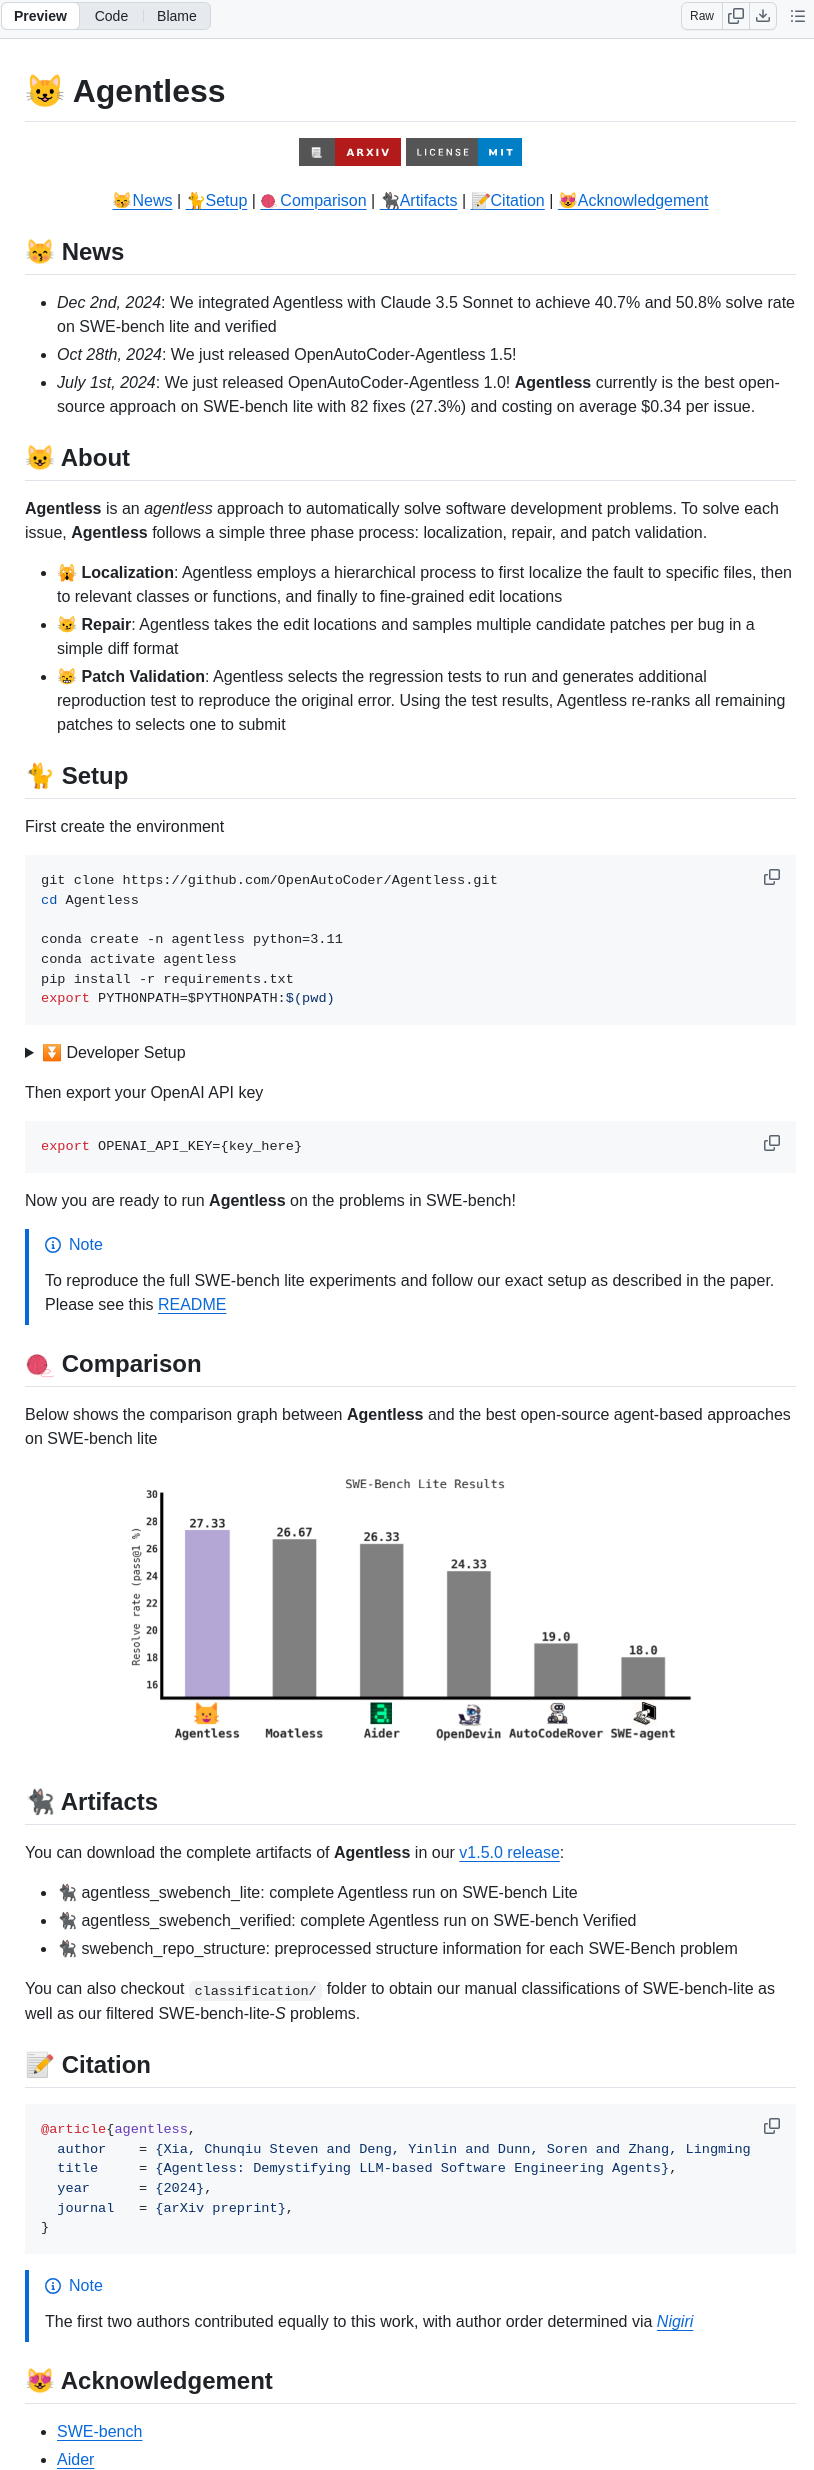 Preview Code Blame Raw
😺 Agentless
📃 ARXIV LICENSE MIT
😽News | 🐈Setup | 🧶Comparison | 🐈‍⬛Artifacts | 📝Citation | 😻Acknowledgement
😽 News
• Dec 2nd, 2024: We integrated Agentless with Claude 3.5 Sonnet to achieve 40.7% and 50.8% solve rate
on SWE-bench lite and verified
• Oct 28th, 2024: We just released OpenAutoCoder-Agentless 1.5!
• July 1st, 2024: We just released OpenAutoCoder-Agentless 1.0! Agentless currently is the best open-
source approach on SWE-bench lite with 82 fixes (27.3%) and costing on average $0.34 per issue.
😺 About
Agentless is an agentless approach to automatically solve software development problems. To solve each
issue, Agentless follows a simple three phase process: localization, repair, and patch validation.
• 🙀 Localization: Agentless employs a hierarchical process to first localize the fault to specific files, then
to relevant classes or functions, and finally to fine-grained edit locations
• 😼 Repair: Agentless takes the edit locations and samples multiple candidate patches per bug in a
simple diff format
• 😸 Patch Validation: Agentless selects the regression tests to run and generates additional
reproduction test to reproduce the original error. Using the test results, Agentless re-ranks all remaining
patches to selects one to submit
🐈 Setup
First create the environment
git clone https://github.com/OpenAutoCoder/Agentless.git
cd Agentless
conda create -n agentless python=3.11
conda activate agentless
pip install -r requirements.txt
export PYTHONPATH=$PYTHONPATH:$(pwd)
▶ ⏬ Developer Setup
Then export your OpenAI API key
export OPENAI_API_KEY={key_here}
Now you are ready to run Agentless on the problems in SWE-bench!
Note
To reproduce the full SWE-bench lite experiments and follow our exact setup as described in the paper.
Please see this README
🧶 Comparison
Below shows the comparison graph between Agentless and the best open-source agent-based approaches
on SWE-bench lite
SWE-Bench Lite Results
Resolve rate (pass@1 %)
30
28
26
24
22
20
18
16
27.33 26.67 26.33 24.33 19.0 18.0
Agentless Moatless Aider OpenDevin AutoCodeRover SWE-agent
🐈‍⬛ Artifacts
You can download the complete artifacts of Agentless in our v1.5.0 release:
• 🐈‍⬛ agentless_swebench_lite: complete Agentless run on SWE-bench Lite
• 🐈‍⬛ agentless_swebench_verified: complete Agentless run on SWE-bench Verified
• 🐈‍⬛ swebench_repo_structure: preprocessed structure information for each SWE-Bench problem
You can also checkout classification/ folder to obtain our manual classifications of SWE-bench-lite as
well as our filtered SWE-bench-lite-S problems.
📝 Citation
@article{agentless,
author = {Xia, Chunqiu Steven and Deng, Yinlin and Dunn, Soren and Zhang, Lingming
title = {Agentless: Demystifying LLM-based Software Engineering Agents},
year = {2024},
journal = {arXiv preprint},
}
Note
The first two authors contributed equally to this work, with author order determined via Nigiri
😻 Acknowledgement
• SWE-bench
• Aider